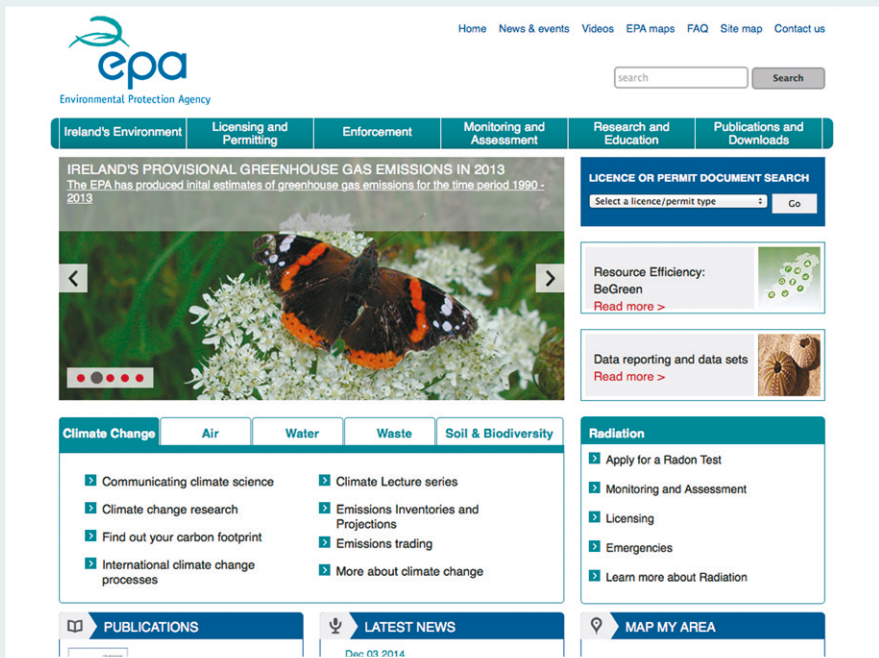 epa
Environmental Protection Agency
Home News & events Videos EPA maps FAQ Site map Contact us
search Search
Ireland's Environment
Licensing and
Permitting
Enforcement
Monitoring and
Assessment
Research and
Education
Publications and
Downloads
IRELAND'S PROVISIONAL GREENHOUSE GAS EMISSIONS IN 2013
The EPA has produced inital estimates of greenhouse gas emissions for the time period 1990 -
2013
LICENCE OR PERMIT DOCUMENT SEARCH
Select a licence/permit type Go
Resource Efficiency:
BeGreen
Read more >
Data reporting and data sets
Read more >
Climate Change Air Water Waste Soil & Biodiversity
Communicating climate science
Climate change research
Find out your carbon footprint
International climate change
processes
Climate Lecture series
Emissions Inventories and
Projections
Emissions trading
More about climate change
Radiation
Apply for a Radon Test
Monitoring and Assessment
Licensing
Emergencies
Learn more about Radiation
PUBLICATIONS
LATEST NEWS
Dec 03 2014
MAP MY AREA